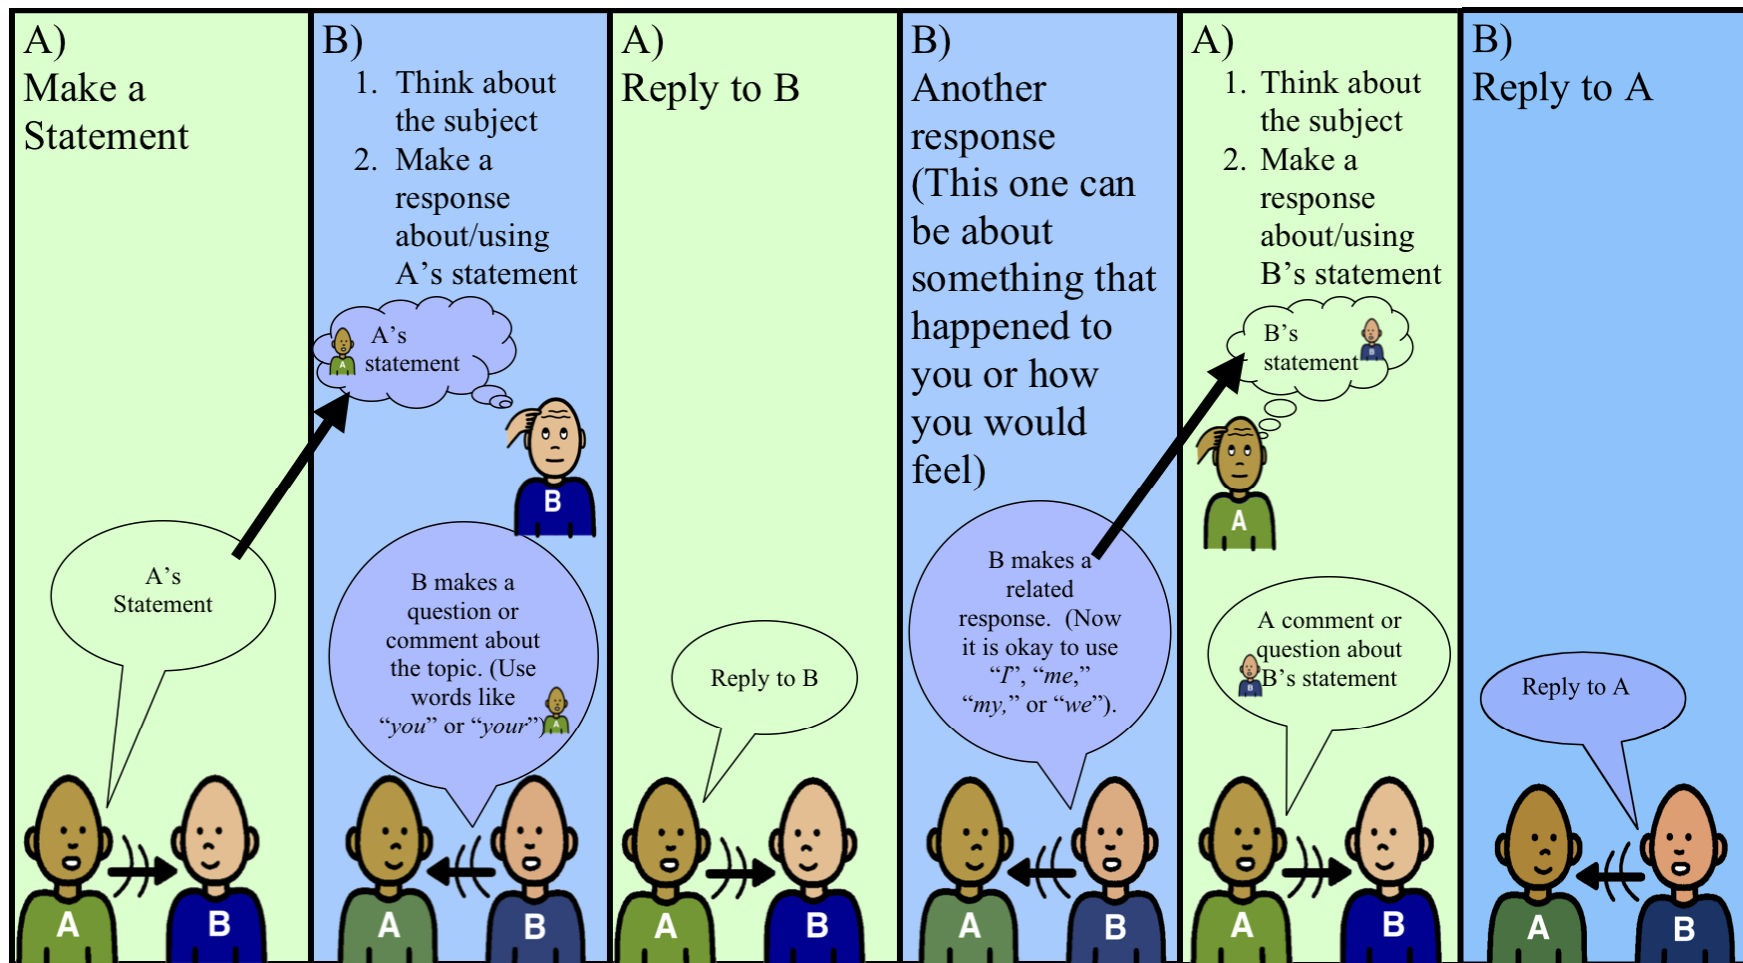 A)
Make a
Statement
A's
Statement
A
B
B)
1. Think about
the subject
2. Make a
response
about/using
A's statement
A's
statement
A
B
B makes a
question or
comment about
the topic. (Use
words like
“you” or “your”)
A
A
B
A)
Reply to B
Reply to B
A
B
B)
Another
response
(This one can
be about
something that
happened to
you or how
you would
feel)
B makes a
related
response. (Now
it is okay to use
“I”, “me,”
“my,” or “we”).
A
B
A)
1. Think about
the subject
2. Make a
response
about/using
B's statement
B's
statement
B
A
A comment or
question about
B's statement
B
A
B
B)
Reply to A
Reply to A
A
B